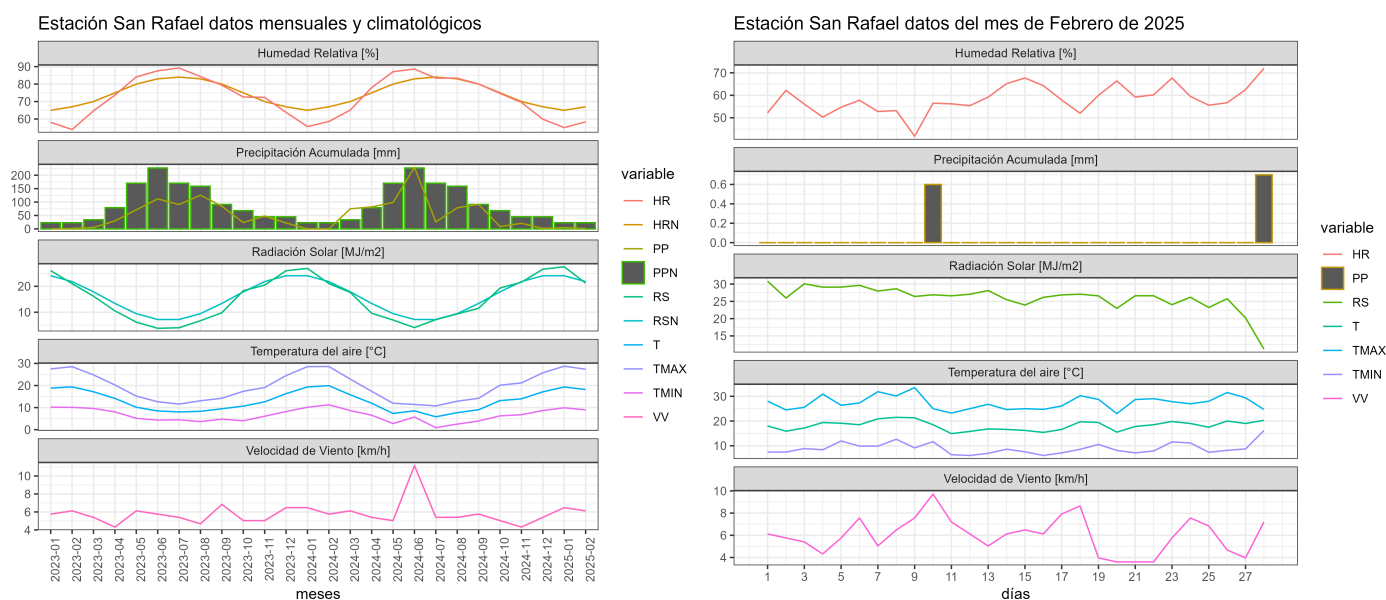 Estación San Rafael datos mensuales y climatológicos
Humedad Relativa [%]
90
80
70
60
Precipitación Acumulada [mm]
200
150
100
50
0
Radiación Solar [MJ/m2]
20
10
Temperatura del aire [°C]
30
20
10
0
Velocidad de Viento [km/h]
10
8
6
4
2023-01
2023-02
2023-03
2023-04
2023-05
2023-06
2023-07
2023-08
2023-09
2023-10
2023-11
2023-12
2024-01
2024-02
2024-03
2024-04
2024-05
2024-06
2024-07
2024-08
2024-09
2024-10
2024-11
2024-12
2025-01
2025-02
meses
variable
HR
HRN
PP
PPN
RS
RSN
T
TMAX
TMIN
VV
Estación San Rafael datos del mes de Febrero de 2025
Humedad Relativa [%]
70
60
50
Precipitación Acumulada [mm]
0.6
0.4
0.2
0.0
Radiación Solar [MJ/m2]
30
25
20
15
Temperatura del aire [°C]
30
20
10
Velocidad de Viento [km/h]
10
8
6
4
1 3 5 7 9 11 13 15 17 19 21 23 25 27
días
variable
HR
PP
RS
T
TMAX
TMIN
VV